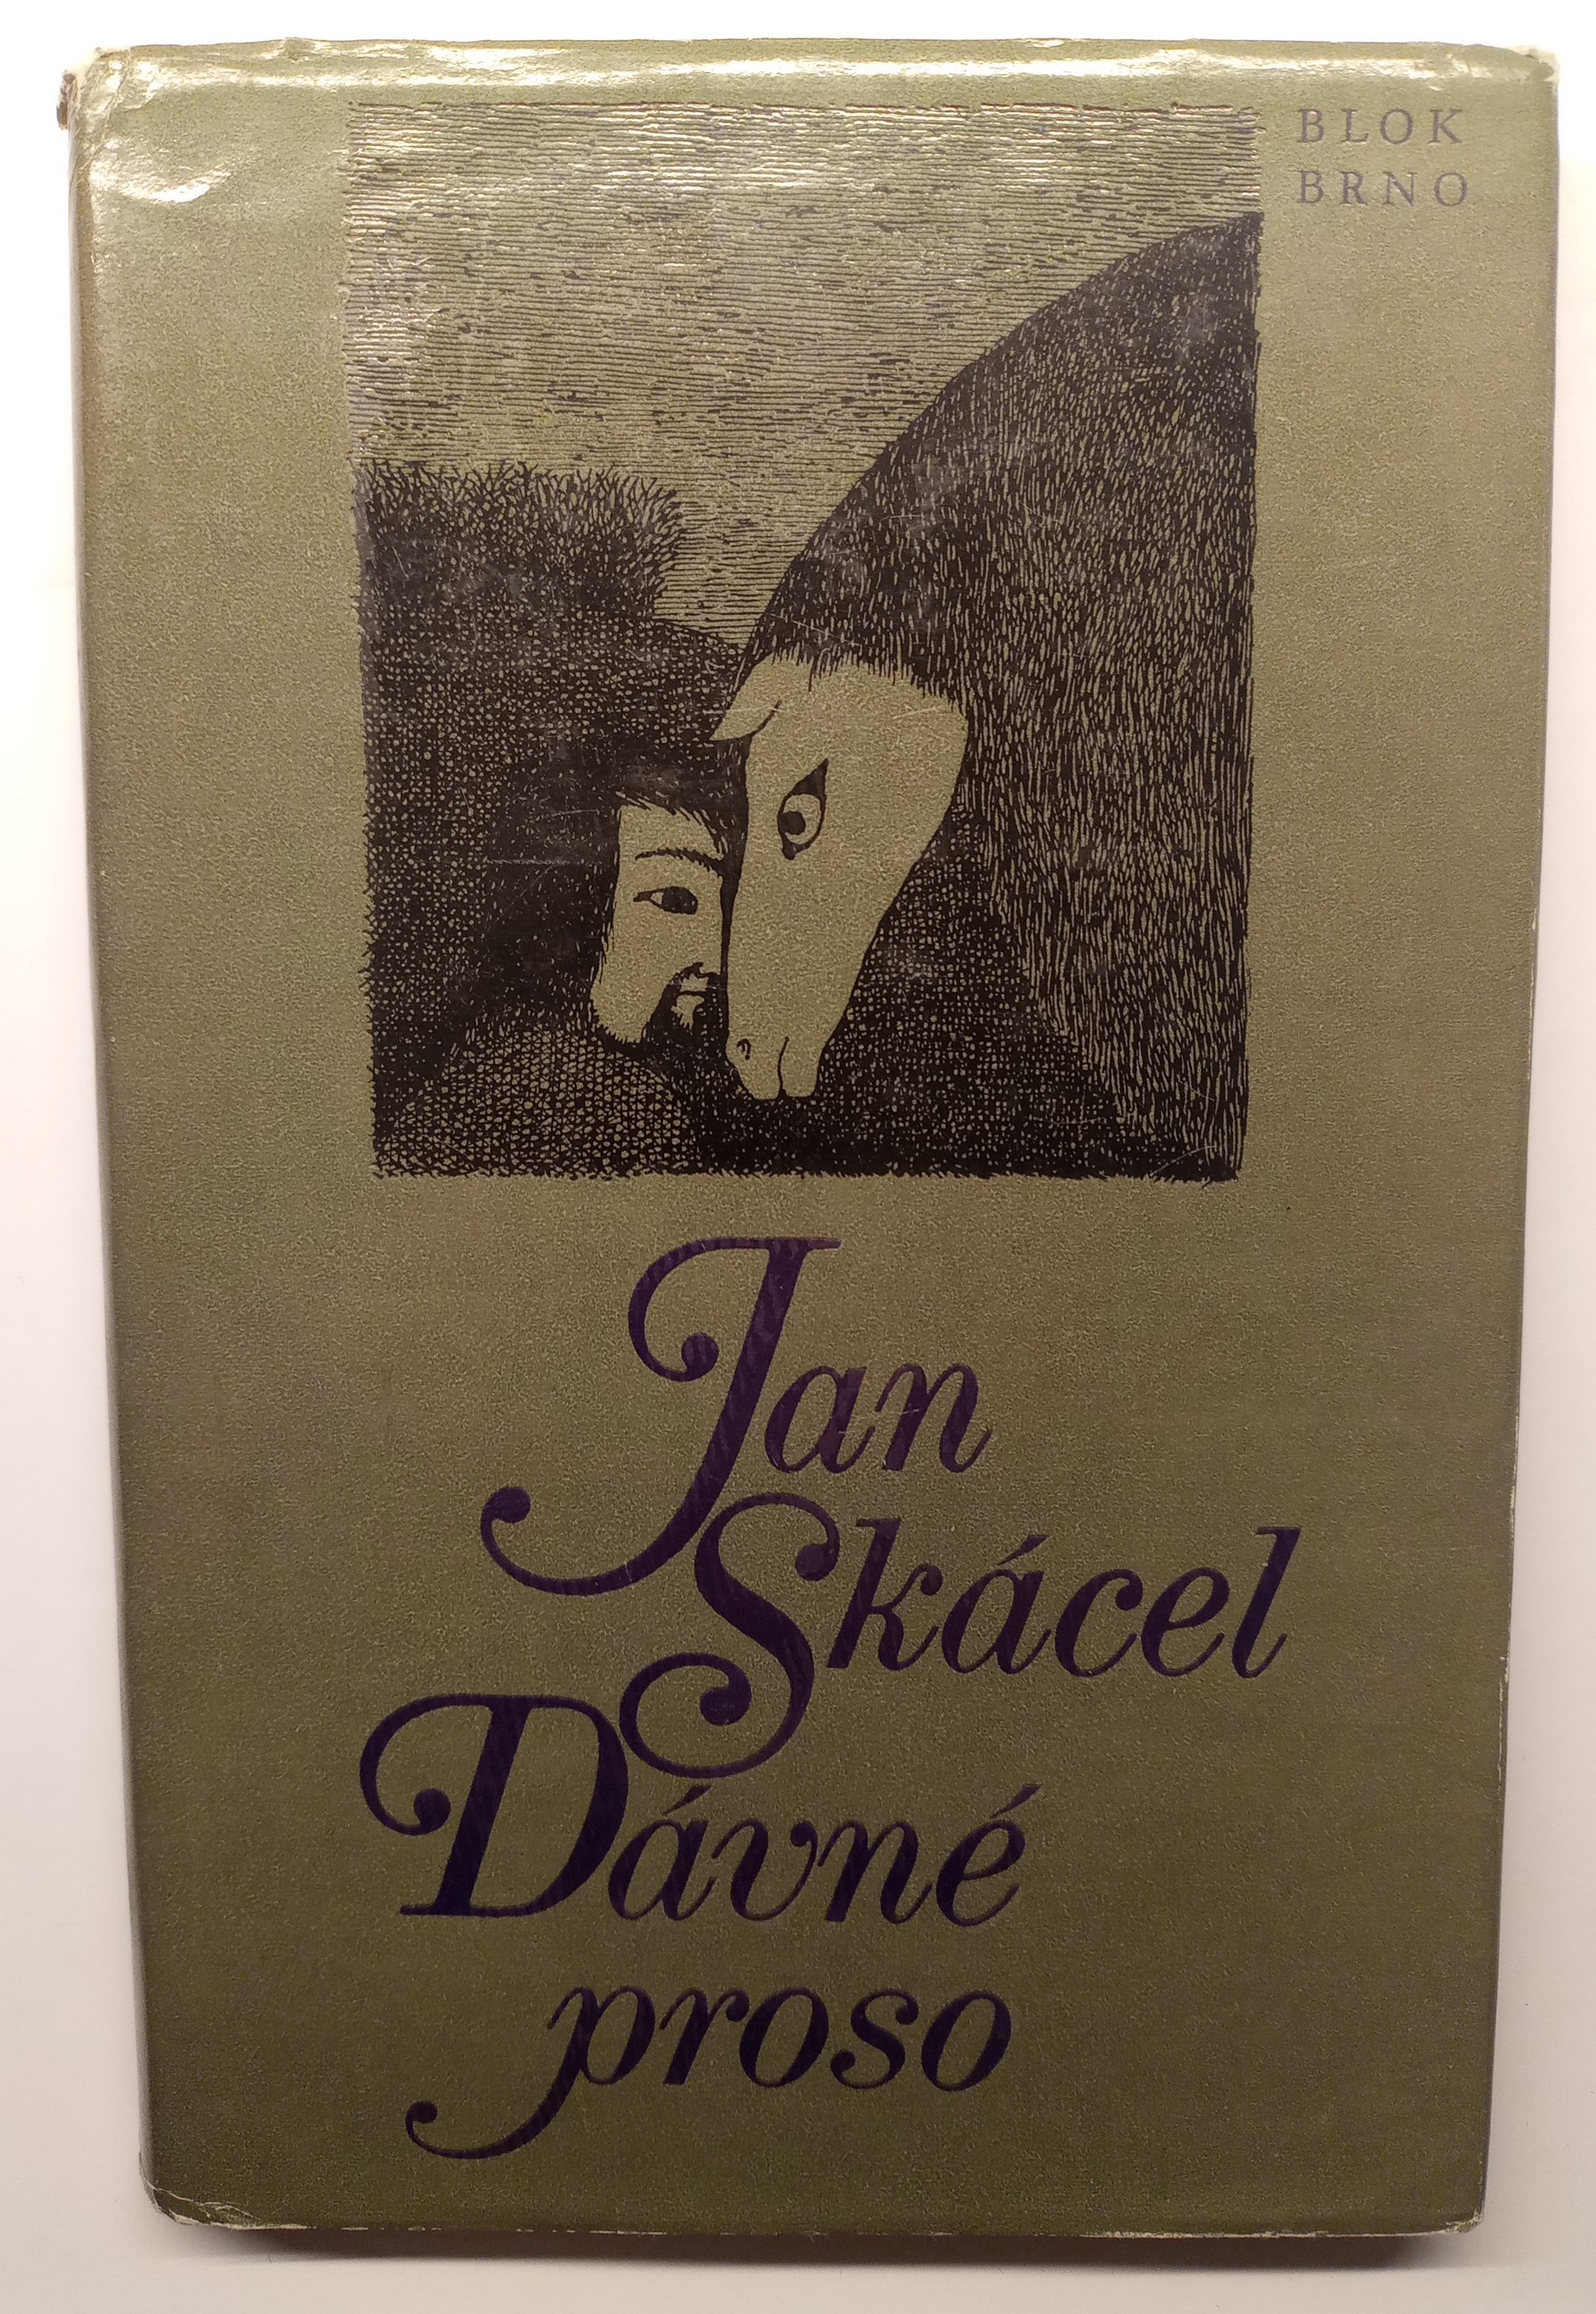 BLOK
BRNO
Jan
Skácel
Dávné
proso